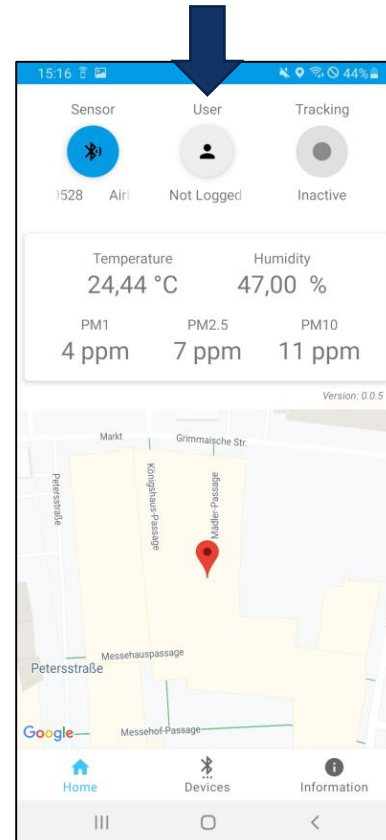 15:16 44%
Sensor User Tracking
0528 Air Not Logged Inactive
Temperature Humidity
24,44 °C 47,00 %
PM1 PM2.5 PM10
4 ppm 7 ppm 11 ppm
Version: 0.0.5
Markt Grimmaische Str.
Petersstraße
Königshaus-Passage
Mädler-Passage
Messehauspassage
Petersstraße
Google
Messehof-Passage
Home Devices Information